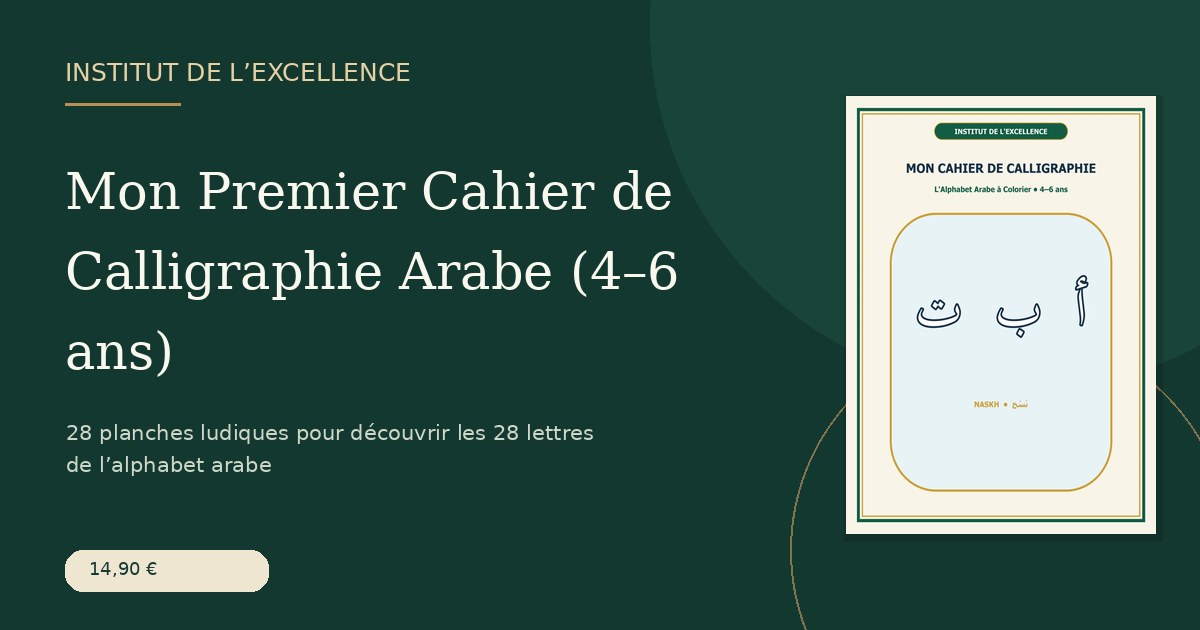 INSTITUT DE L’EXCELLENCE
Mon Premier Cahier de
Calligraphie Arabe (4–6
ans)
28 planches ludiques pour découvrir les 28 lettres
de l’alphabet arabe
14,90 €
INSTITUT DE L'EXCELLENCE
MON CAHIER DE CALLIGRAPHIE
L'Alphabet Arabe à Colorier • 4–6 ans
أ ب ت
NASKH • نسخ